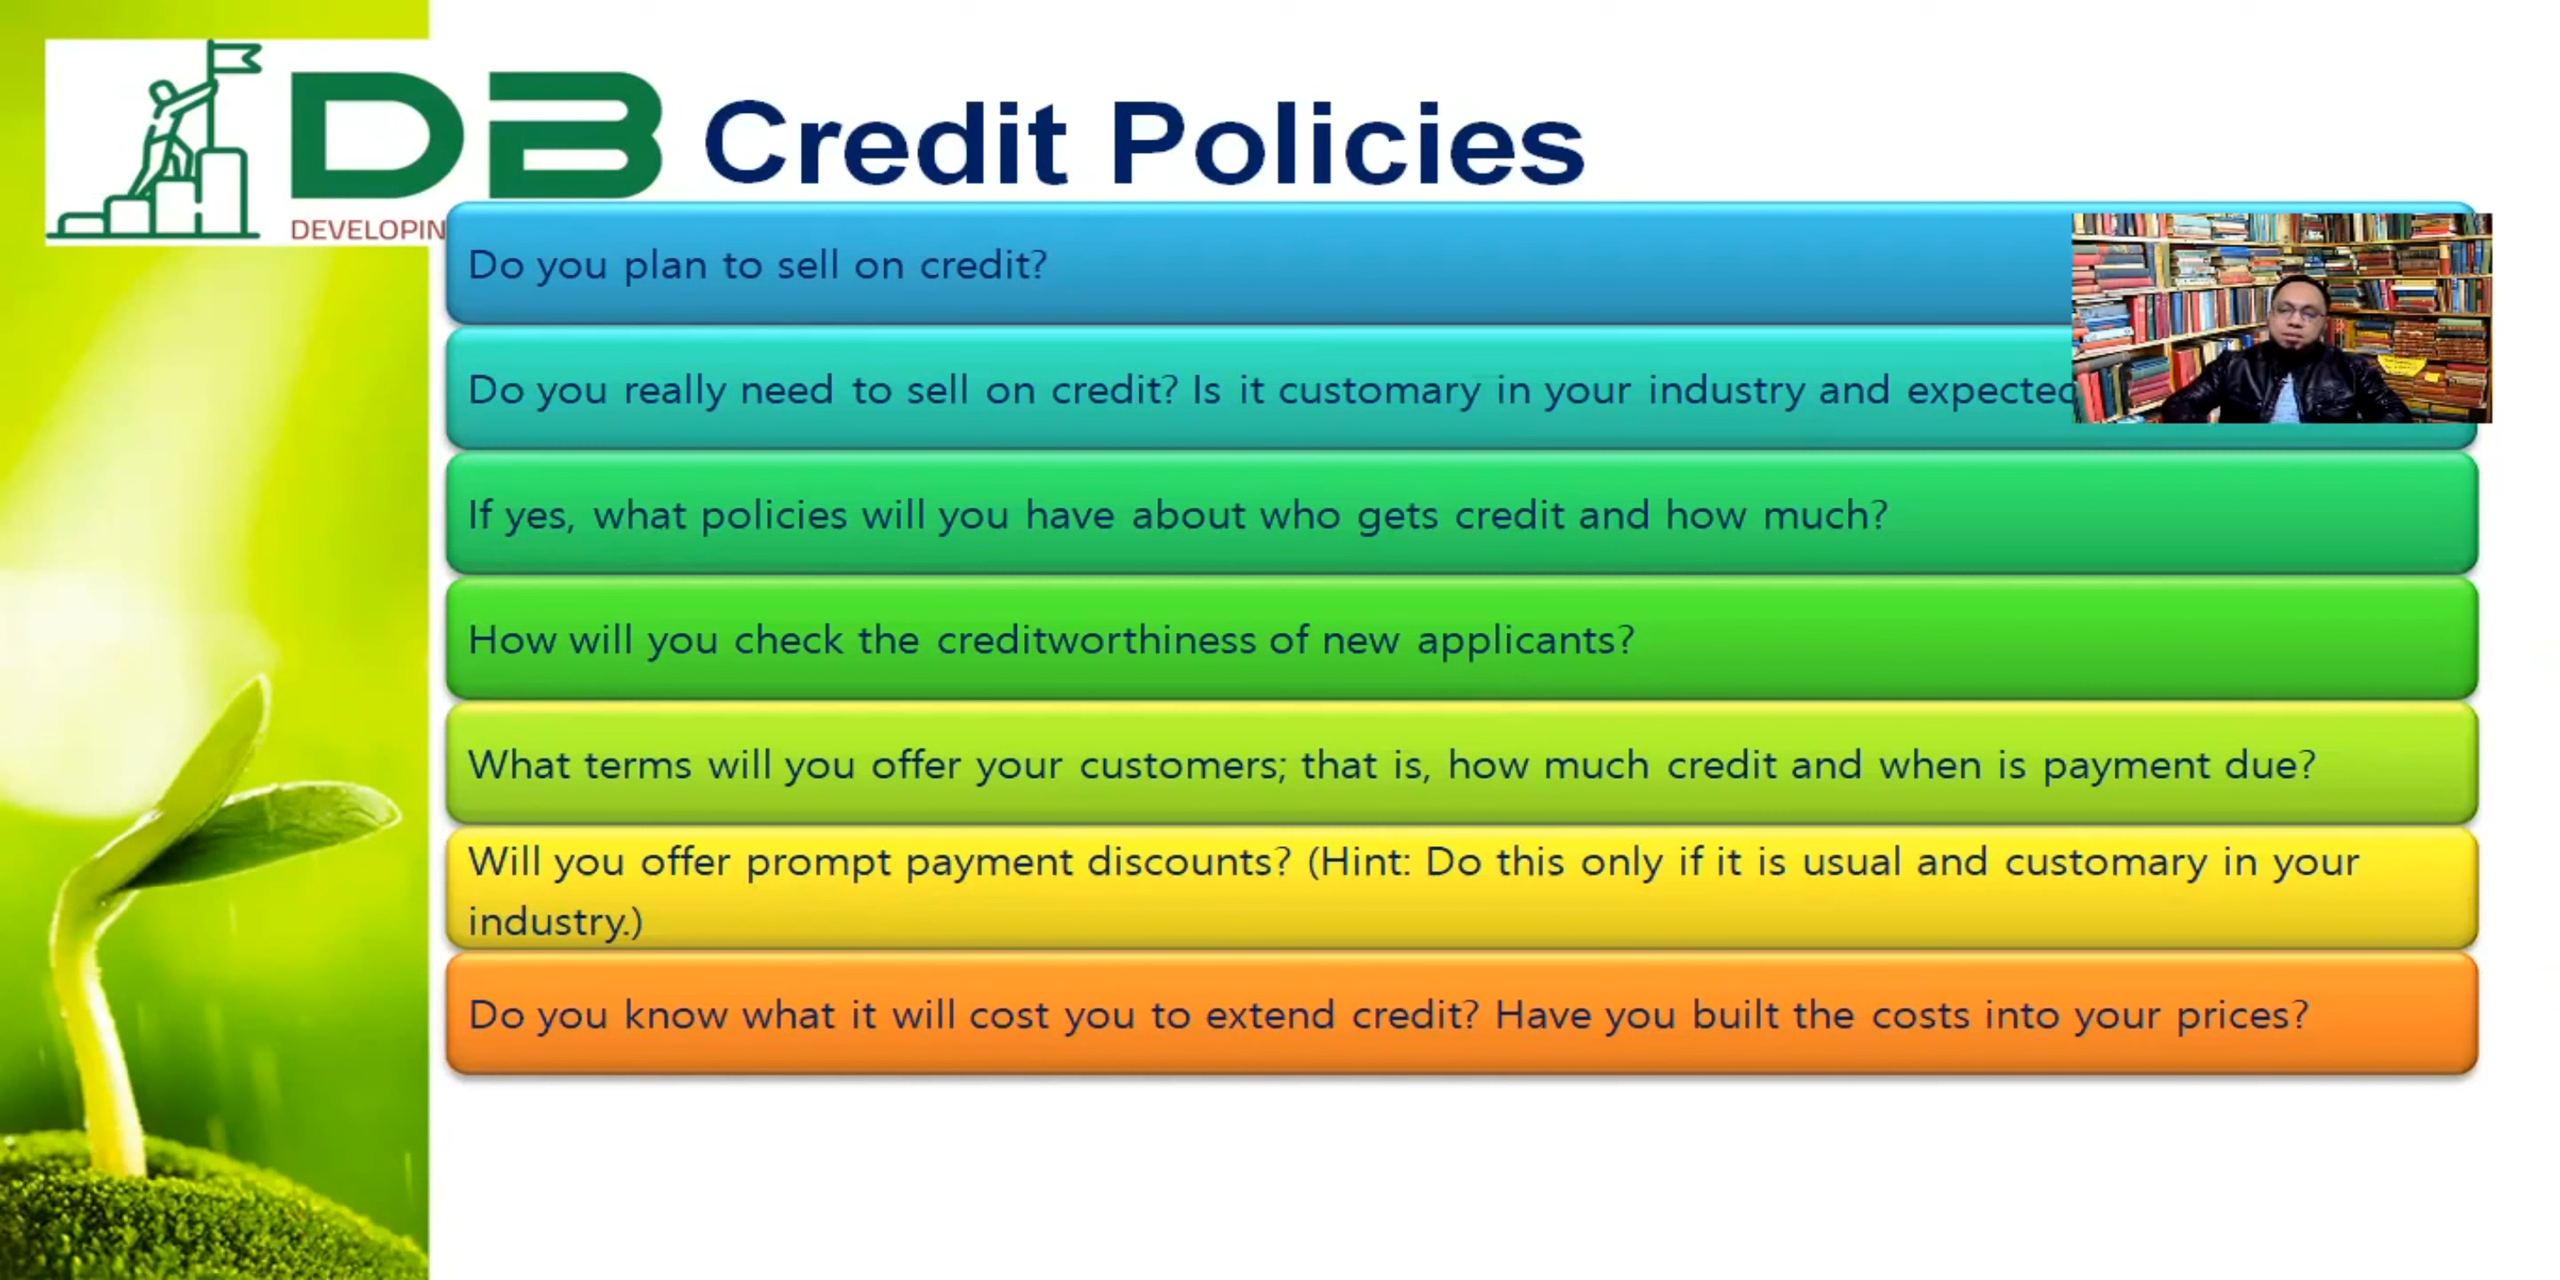 DB
Credit Policies
Do you plan to sell on credit?
Do you really need to sell on credit? Is it customary in your industry and expected
If yes, what policies will you have about who gets credit and how much?
How will you check the creditworthiness of new applicants?
What terms will you offer your customers; that is, how much credit and when is payment due?
Will you offer prompt payment discounts? (Hint: Do this only if it is usual and customary in your
industry.)
Do you know what it will cost you to extend credit? Have you built the costs into your prices?